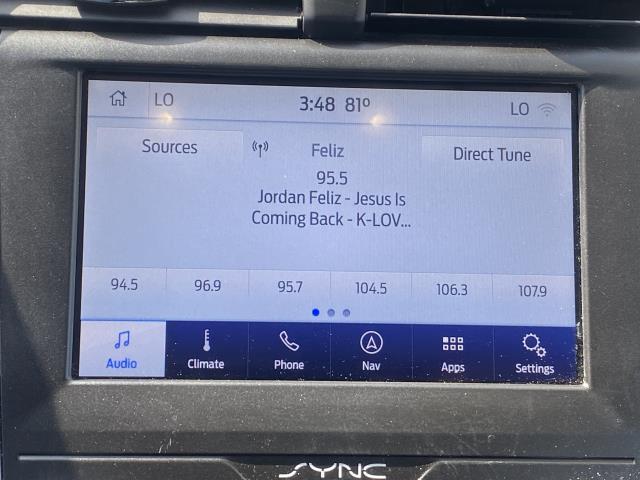 LO 3:48 81° LO
Sources Feliz Direct Tune
95.5
Jordan Feliz - Jesus Is
Coming Back - K-LOV...
94.5 96.9 95.7 104.5 106.3 107.9
Audio Climate Phone Nav Apps Settings
SYNC